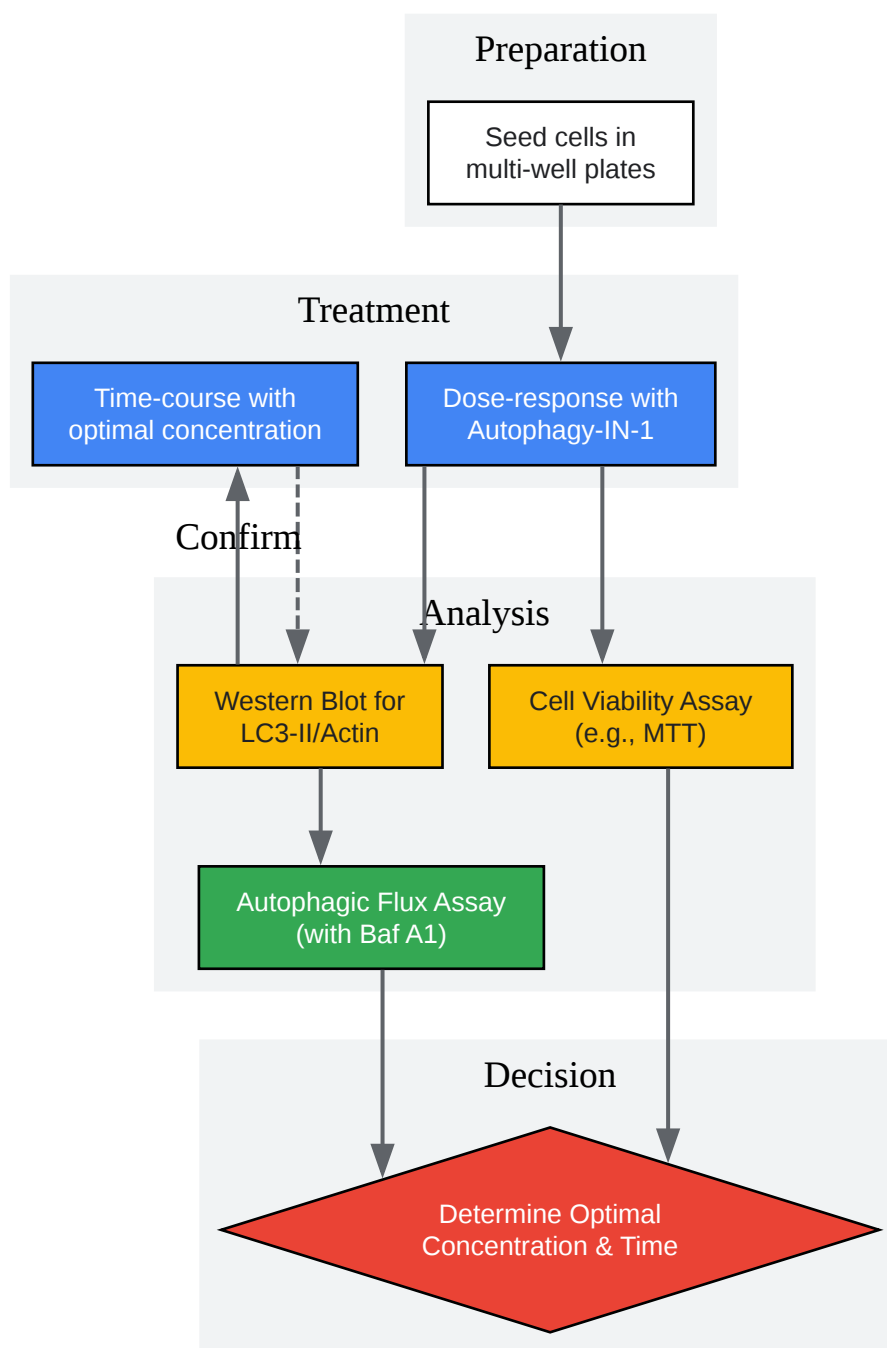 Preparation
Seed cells in
multi-well plates
Treatment
Time-course with
optimal concentration
Dose-response with
Autophagy-IN-1
Confirm
Analysis
Western Blot for
LC3-II/Actin
Cell Viability Assay
(e.g., MTT)
Autophagic Flux Assay
(with Baf A1)
Decision
Determine Optimal
Concentration & Time